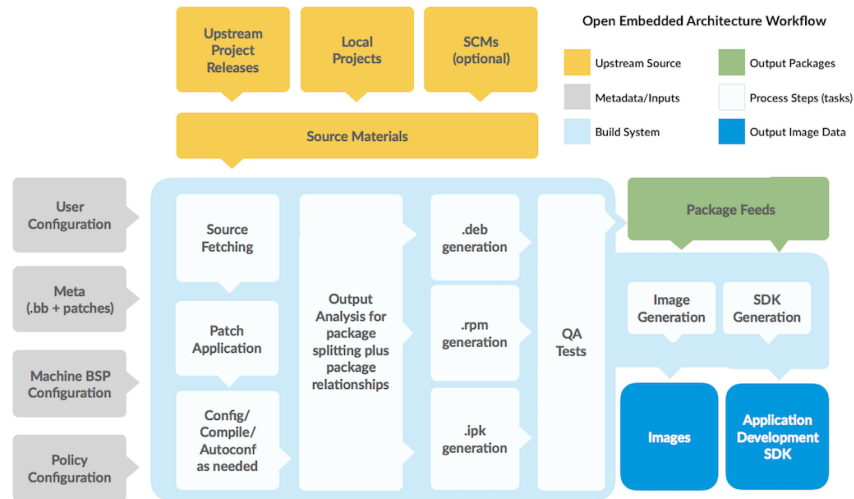 Open Embedded Architecture Workflow
Upstream Source
Output Packages
Metadata/Inputs
Process Steps (tasks)
Build System
Output Image Data
Upstream
Project
Releases
Local
Projects
SCMs
(optional)
Source Materials
User
Configuration
Meta
(.bb + patches)
Machine BSP
Configuration
Policy
Configuration
Source
Fetching
Patch
Application
Config/
Compile/
Autoconf
as needed
Output
Analysis for
package
splitting plus
package
relationships
.deb
generation
.rpm
generation
.ipk
generation
QA
Tests
Package Feeds
Image
Generation
SDK
Generation
Images
Application
Development
SDK